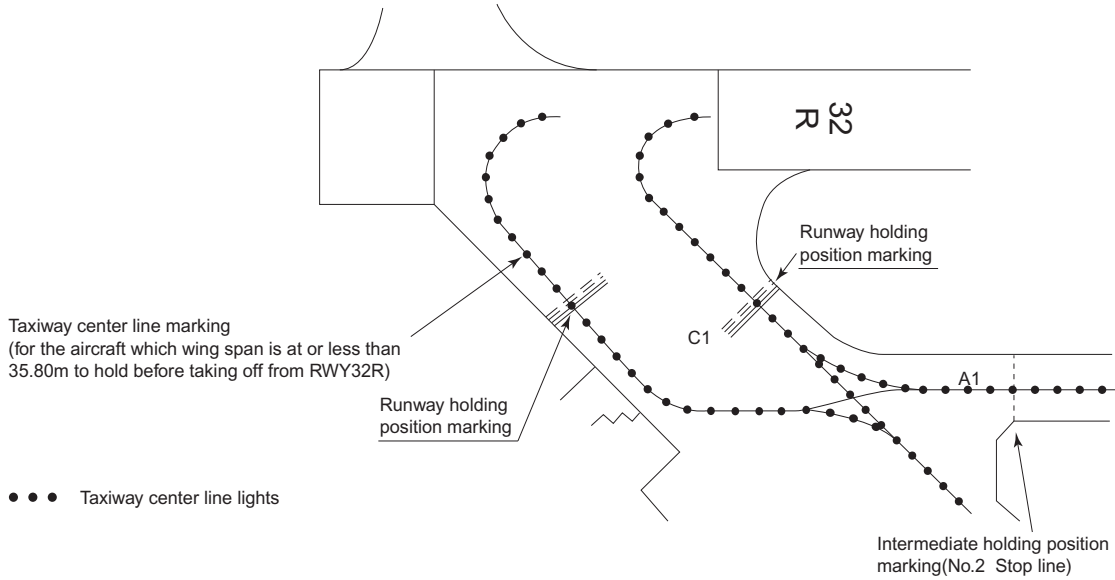 32
R
Runway holding
position marking
Taxiway center line marking
(for the aircraft which wing span is at or less than
35.80m to hold before taking off from RWY32R)
C1
A1
Runway holding
position marking
Taxiway center line lights
Intermediate holding position
marking(No.2 Stop line)